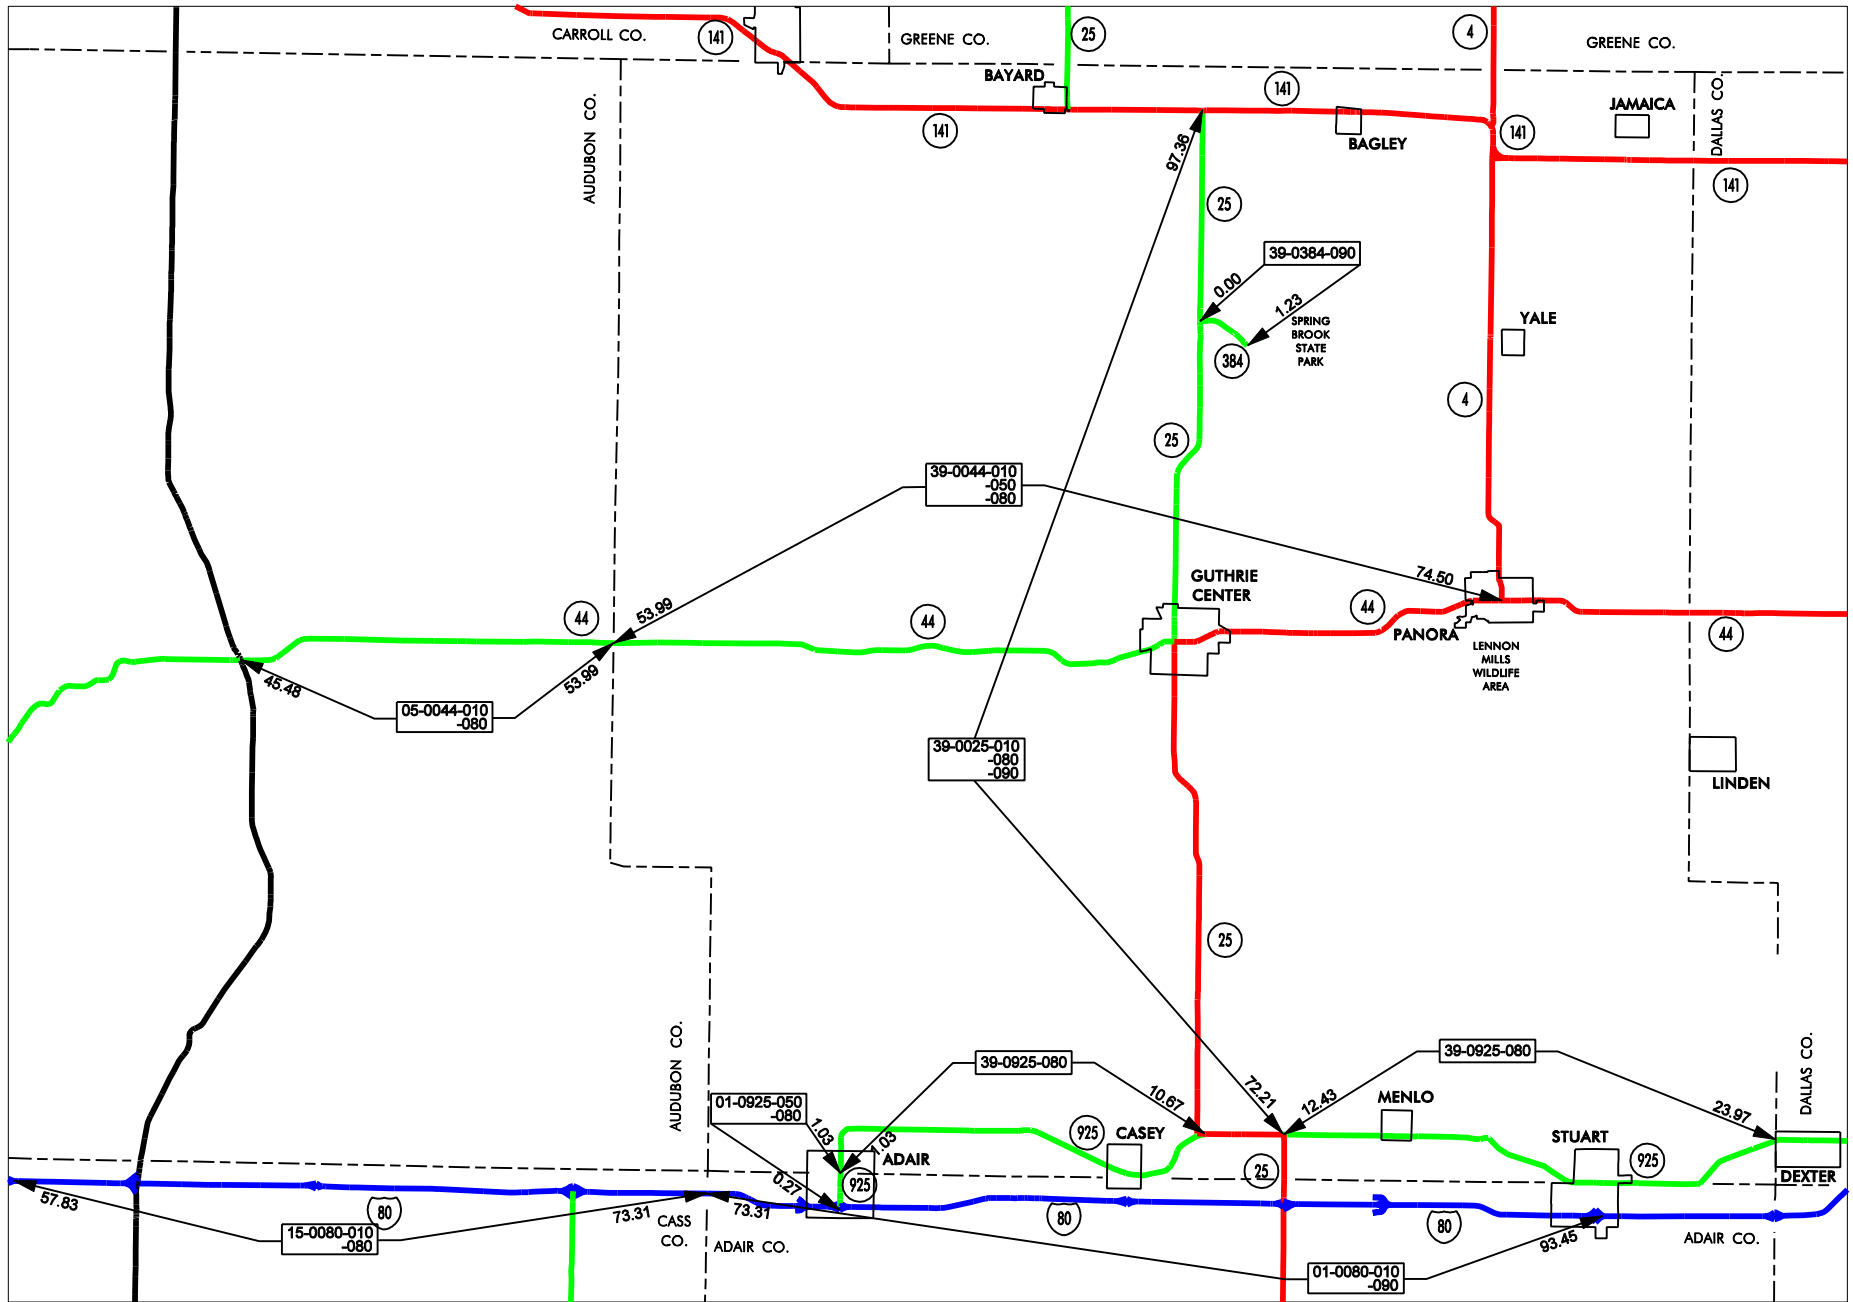 CARROLL CO.
141
GREENE CO.
25
4
GREENE CO.
BAYARD
141
JAMAICA
DALLAS CO.
AUDUBON CO.
141
BAGLEY
141
141
97.36
25
39-0384-090
0.00
1.23
SPRING
BROOK
STATE
PARK
384
YALE
4
25
39-0044-010
-050
-080
74.50
GUTHRIE
CENTER
53.99
44
44
44
PANORA
44
LENNON
MILLS
WILDLIFE
AREA
45.48
53.99
05-0044-010
-080
39-0025-010
-080
-090
LINDEN
25
AUDUBON CO.
DALLAS CO.
39-0925-080
39-0925-080
01-0925-050
-080
1.03
1.03
10.67
72.21
12.43
MENLO
23.97
925
CASEY
STUART
925
ADAIR
925
25
DEXTER
0.27
57.83
80
73.31
73.31
80
80
93.45
CASS
CO.
ADAIR CO.
ADAIR CO.
15-0080-010
-080
01-0080-010
-090